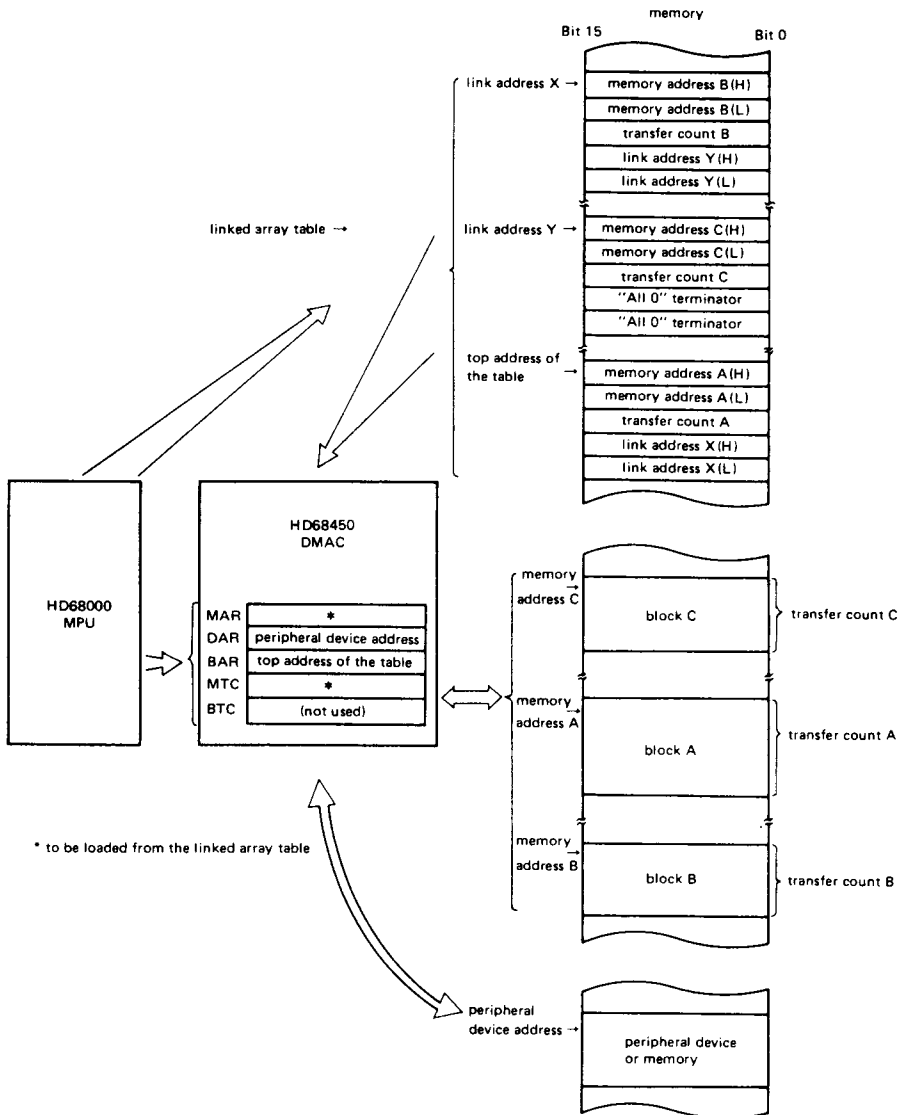 memory
Bit 15 Bit 0
link address X →
memory address B(H)
memory address B(L)
transfer count B
link address Y(H)
link address Y(L)
linked array table →
link address Y →
memory address C(H)
memory address C(L)
transfer count C
"All 0" terminator
"All 0" terminator
top address of
the table →
memory address A(H)
memory address A(L)
transfer count A
link address X(H)
link address X(L)
HD68000
MPU
HD68450
DMAC
MAR *
DAR peripheral device address
BAR top address of the table
MTC *
BTC (not used)
* to be loaded from the linked array table
memory
address C
block C
transfer count C
memory
address A
block A
transfer count A
memory
address B
block B
transfer count B
peripheral
device address →
peripheral device
or memory